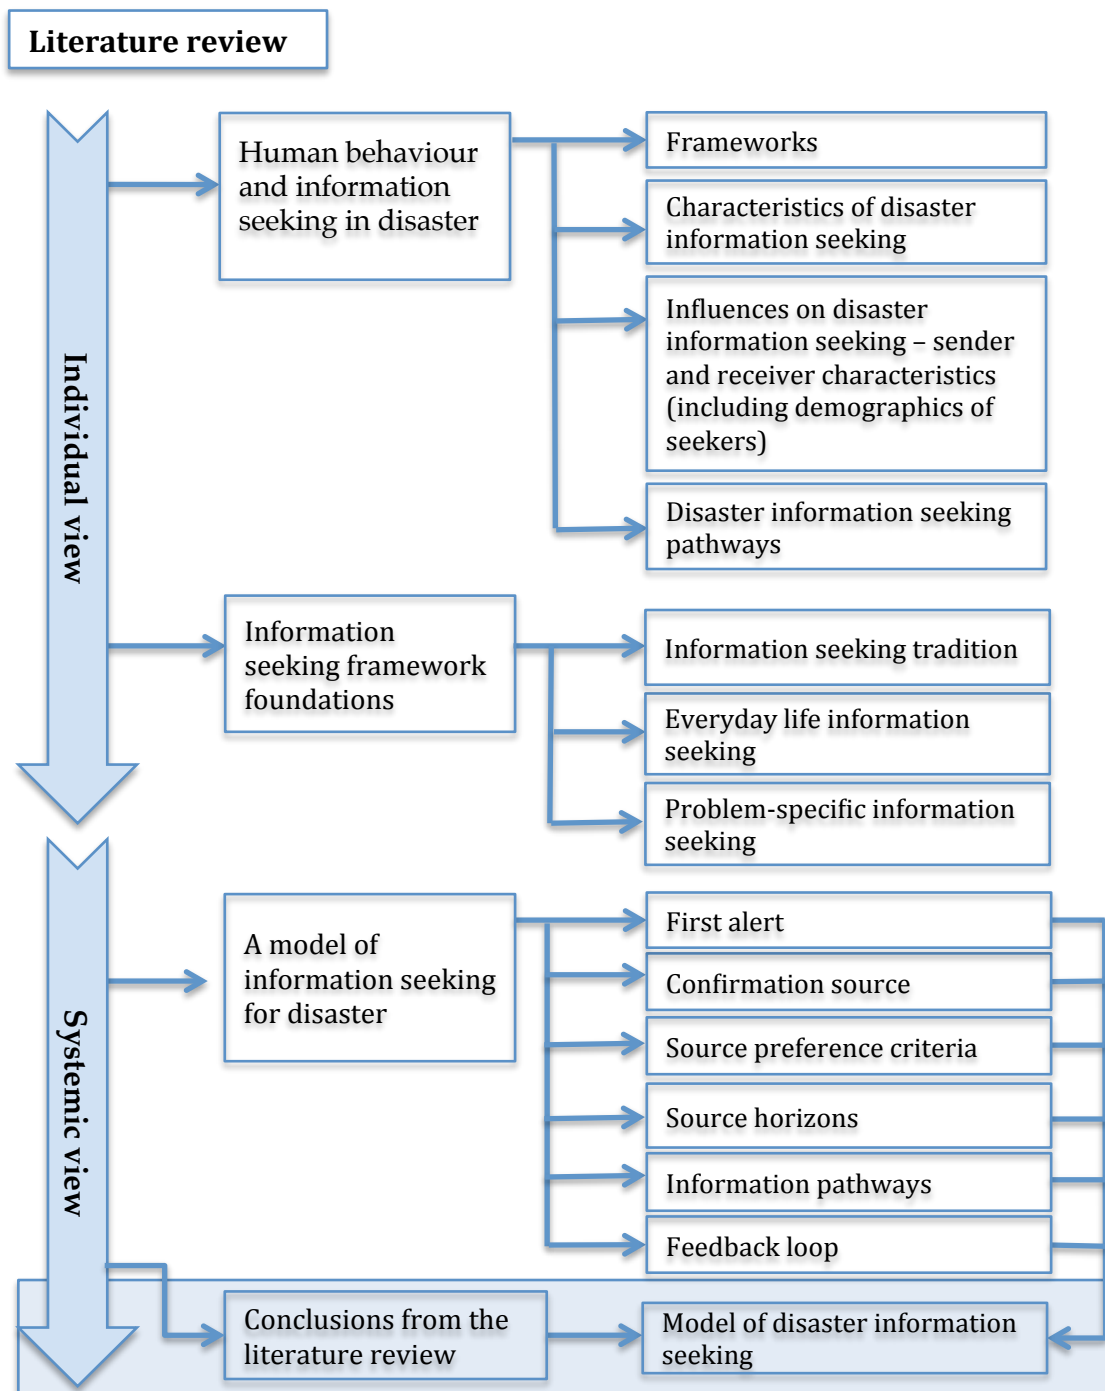 Literature review
Human behaviour
and information
seeking in disaster
Frameworks
Characteristics of disaster
information seeking
Influences on disaster
information seeking – sender
and receiver characteristics
(including demographics of
seekers)
Disaster information seeking
pathways
Individual view
Information
seeking framework
foundations
Information seeking tradition
Everyday life information
seeking
Problem-specific information
seeking
Systemic view
A model of
information seeking
for disaster
First alert
Confirmation source
Source preference criteria
Source horizons
Information pathways
Feedback loop
Conclusions from the
literature review
Model of disaster information
seeking